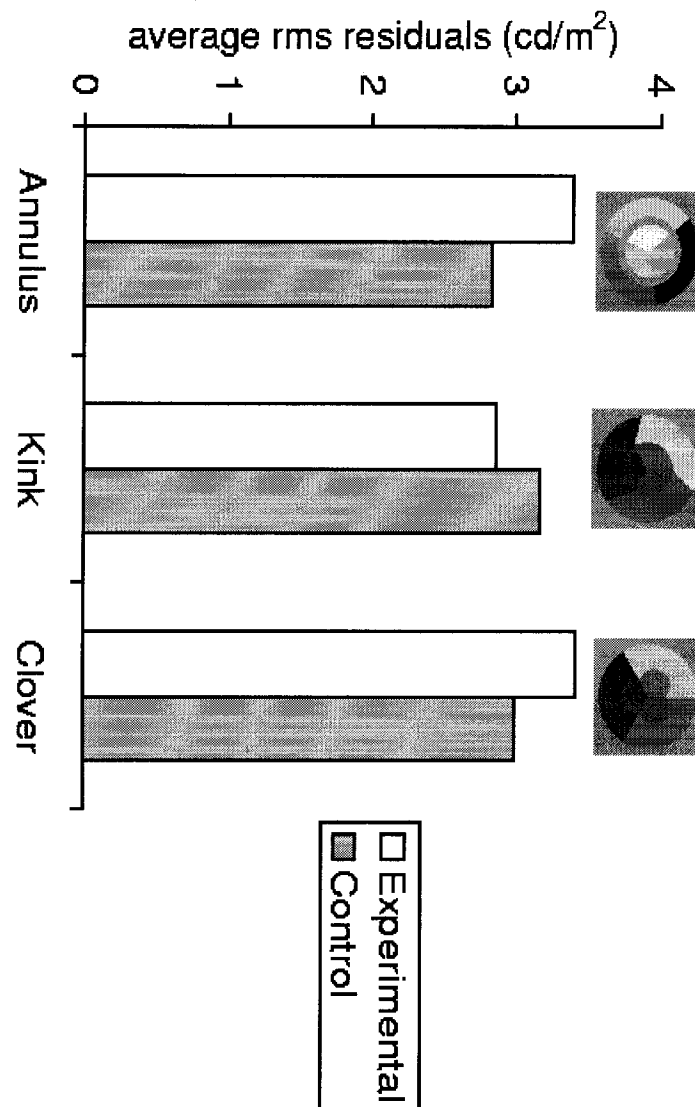 average rms residuals (cd/m²)
4
3
2
1
0
Annulus
Kink
Clover
Experimental
Control